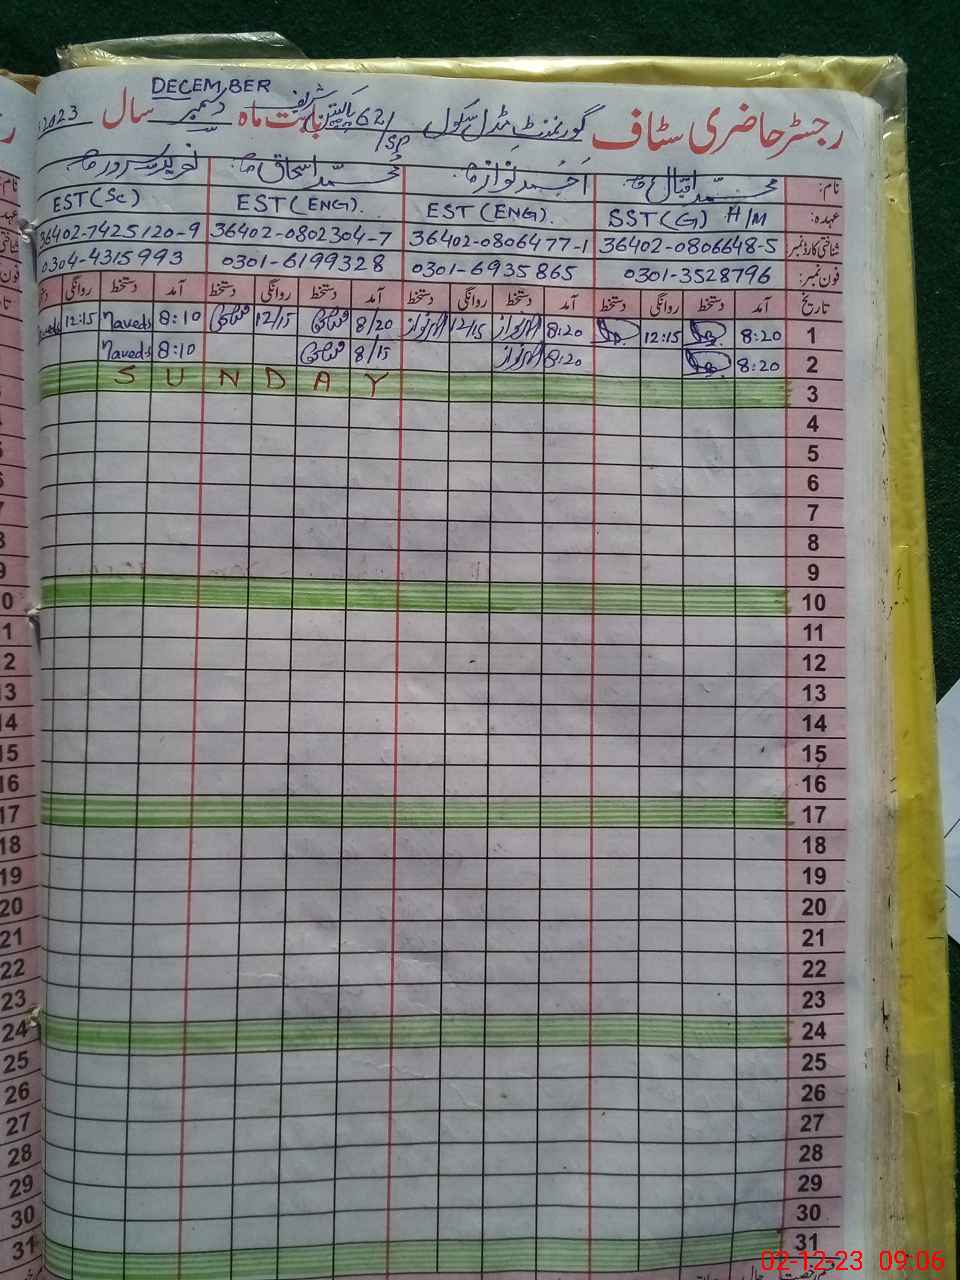 DECEMBER
رجسٹر حاضری سٹاف گورنمنٹ مڈل سکول 62/SP پاکپتن شریف بابت ماہ دسمبر سال 2023
نام: محمد اقبال احمد نواز محمد اسحاق
عہدہ: SST (G) H/M EST (ENG). EST (ENG). EST (Sc)
شناختی کارڈ نمبر 36402-0806648-5 36402-0806477-1 36402-0802304-7 36402-7425120-9
فون نمبر: 0301-3528796 0301-6935865 0301-6199328 0304-4315993
تاریخ آمد دستخط روانگی دستخط آمد دستخط روانگی دستخط آمد دستخط روانگی دستخط آمد دستخط روانگی
1 8:20 12:15 8:20 احمد نواز 12/15 احمد نواز 8/20 12/15 8:10 Naveed 12:15
2 8:20 8:20 احمد نواز 8/15 8:10 Naveed
3 SUNDAY
4
5
6
7
8
9
10
11
12
13
14
15
16
17
18
19
20
21
22
23
24
25
26
27
28
29
30
31
02-12-23 09:06